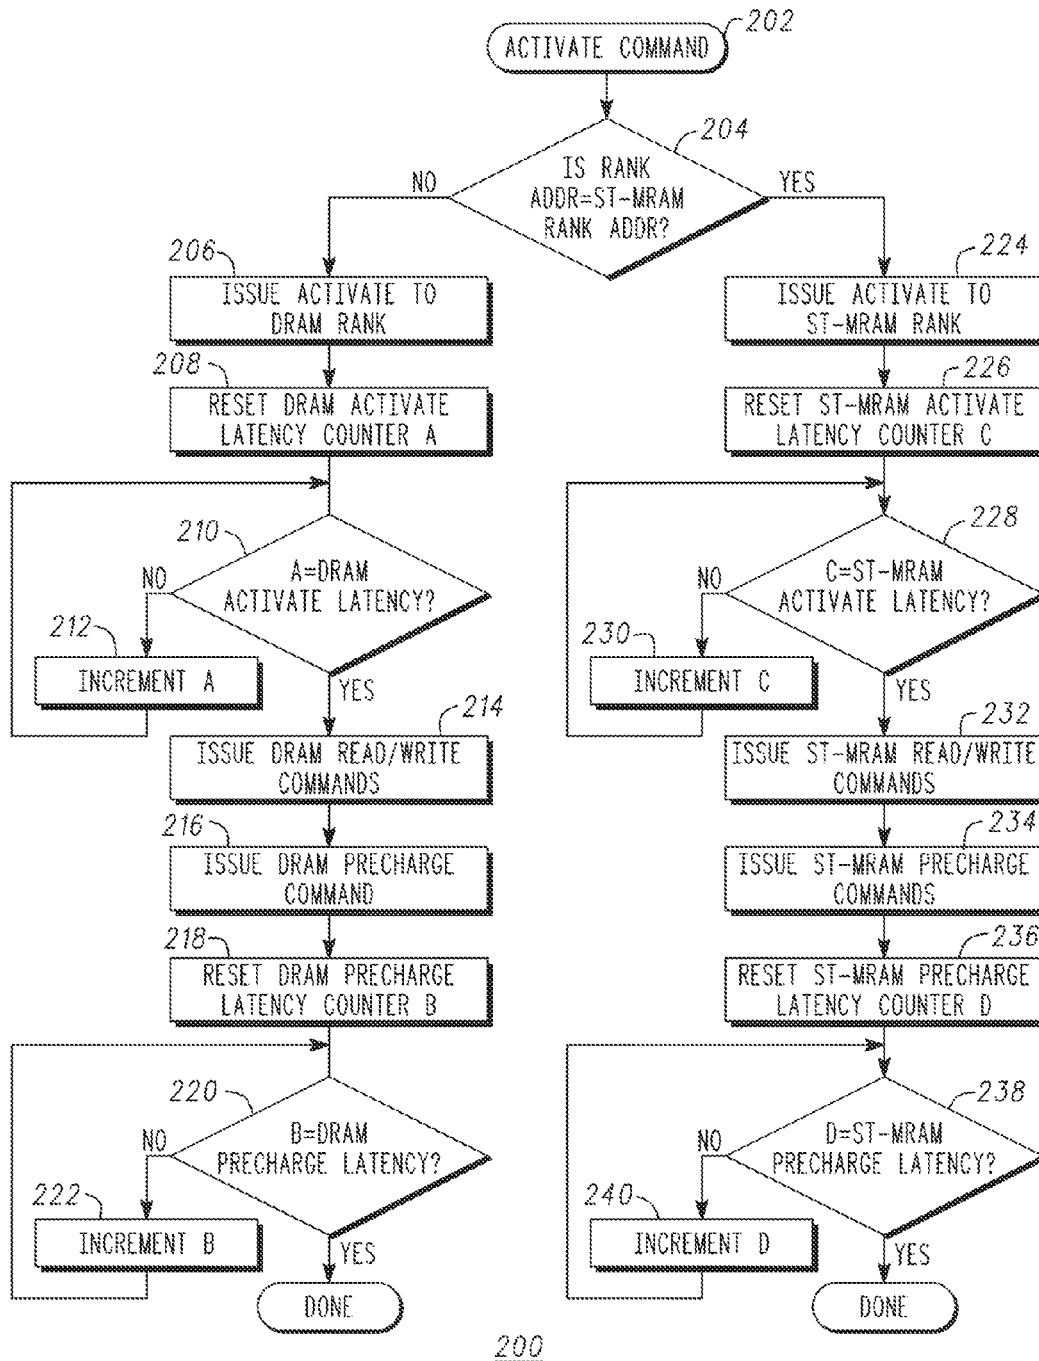 202
ACTIVATE COMMAND
204
IS RANK
ADDR=ST-MRAM
RANK ADDR?
NO
YES
206
ISSUE ACTIVATE TO
DRAM RANK
208
RESET DRAM ACTIVATE
LATENCY COUNTER A
210
A=DRAM
ACTIVATE LATENCY?
NO
212
INCREMENT A
YES
214
ISSUE DRAM READ/WRITE
COMMANDS
216
ISSUE DRAM PRECHARGE
COMMAND
218
RESET DRAM PRECHARGE
LATENCY COUNTER B
220
B=DRAM
PRECHARGE LATENCY?
NO
222
INCREMENT B
YES
DONE
224
ISSUE ACTIVATE TO
ST-MRAM RANK
226
RESET ST-MRAM ACTIVATE
LATENCY COUNTER C
228
C=ST-MRAM
ACTIVATE LATENCY?
NO
230
INCREMENT C
YES
232
ISSUE ST-MRAM READ/WRITE
COMMANDS
234
ISSUE ST-MRAM PRECHARGE
COMMANDS
236
RESET ST-MRAM PRECHARGE
LATENCY COUNTER D
238
D=ST-MRAM
PRECHARGE LATENCY?
NO
240
INCREMENT D
YES
DONE
200